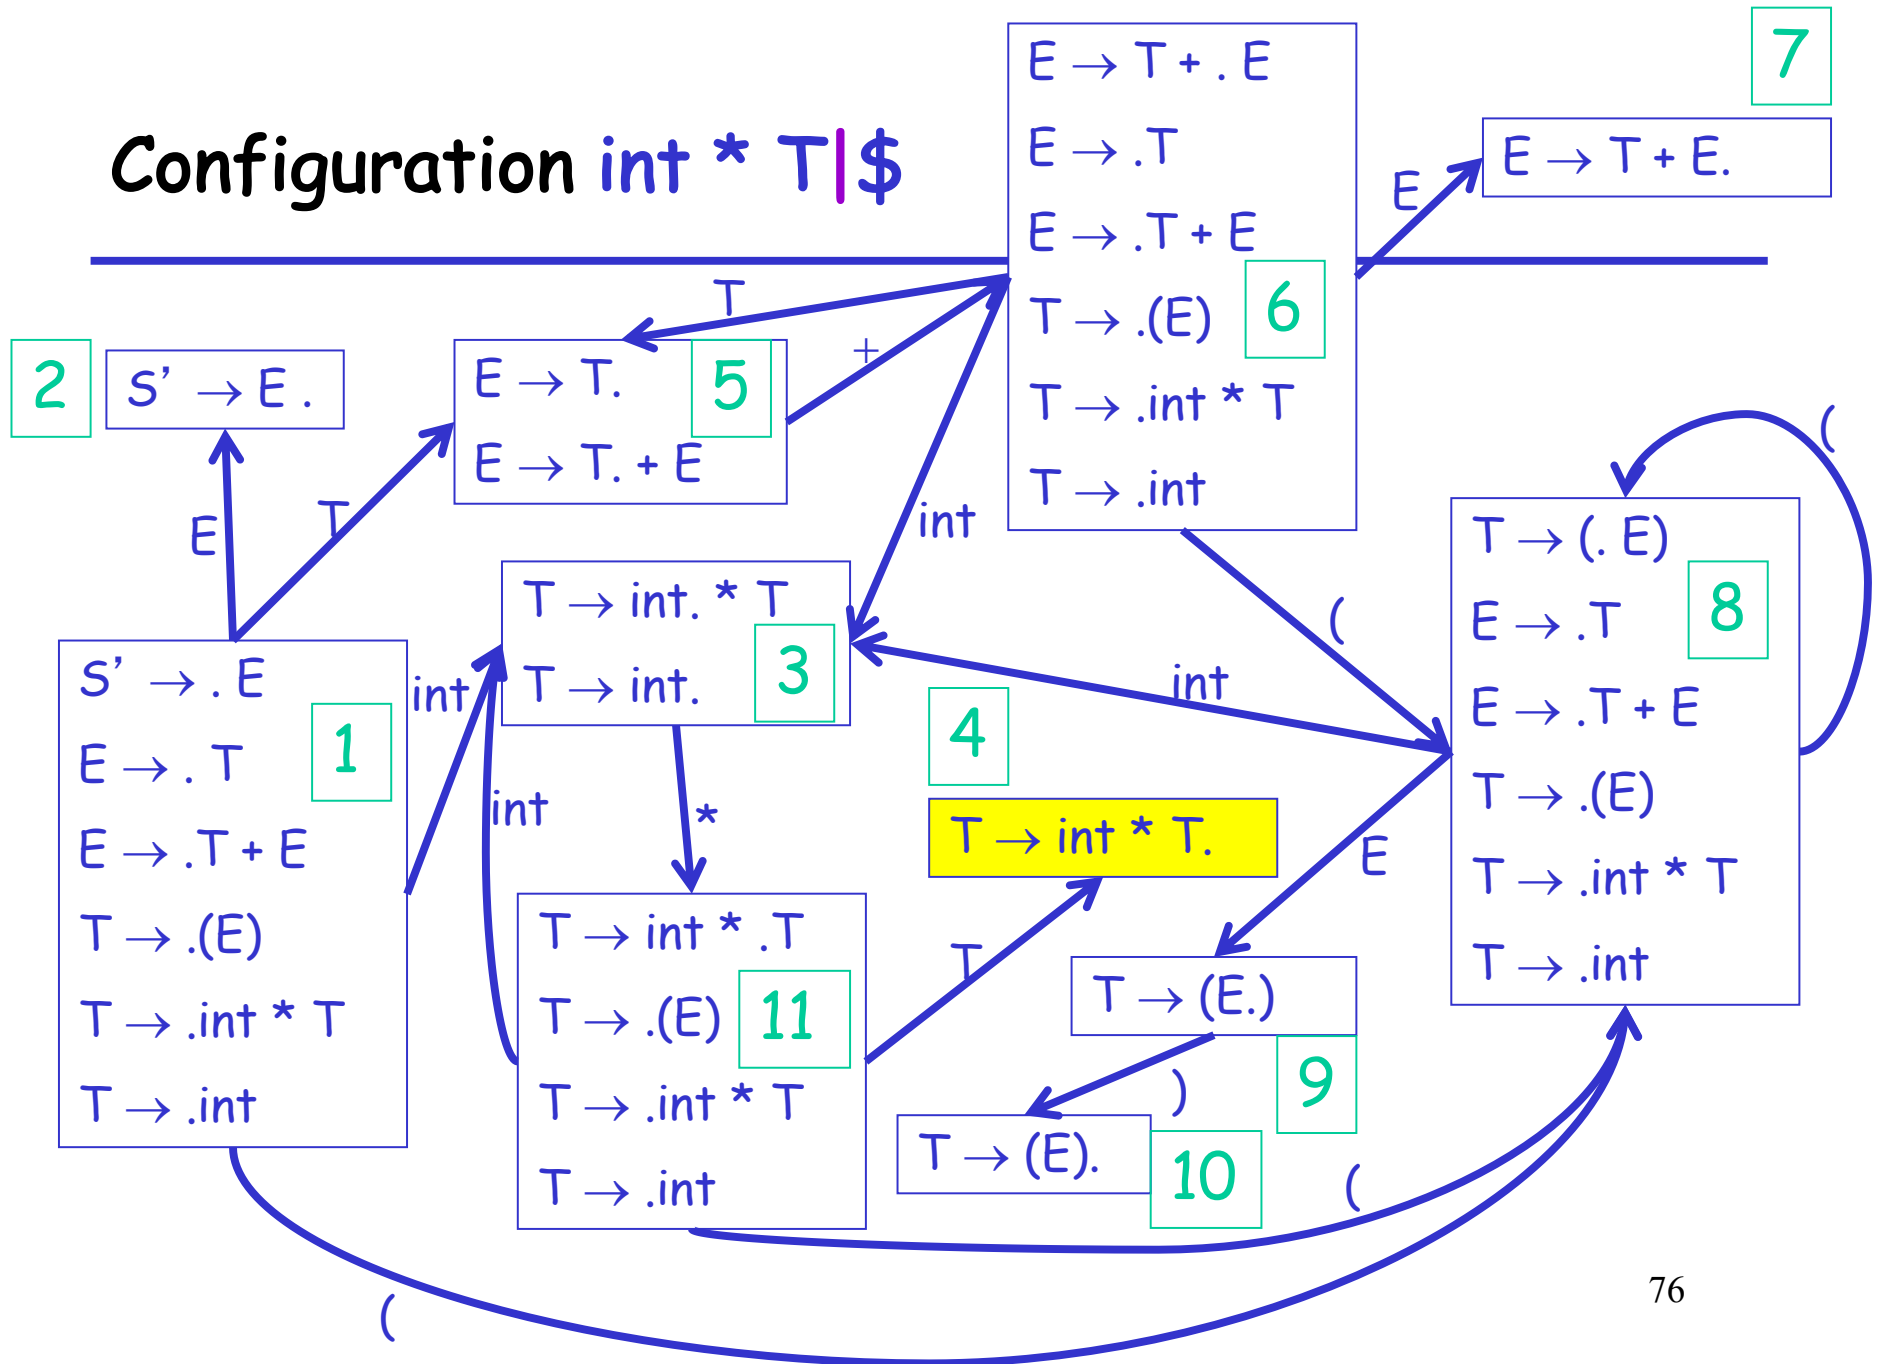 Configuration int * T|$
E → T + . E
E → .T
E → .T + E
T → .(E)
T → .int * T
T → .int
6
7
E → T + E.
E
T
+
int
(
2
S’ → E .
E → T.
E → T. + E
5
E
T
T → int. * T
T → int.
3
int
int
*
int
S’ → . E
E → . T
E → .T + E
T → .(E)
T → .int * T
T → .int
1
4
T → int * T.
T
T → int * .T
T → .(E)
T → .int * T
T → .int
11
(
T → (. E)
E → .T
E → .T + E
T → .(E)
T → .int * T
T → .int
8
E
T → (E.)
9
)
T → (E).
10
(
(
76